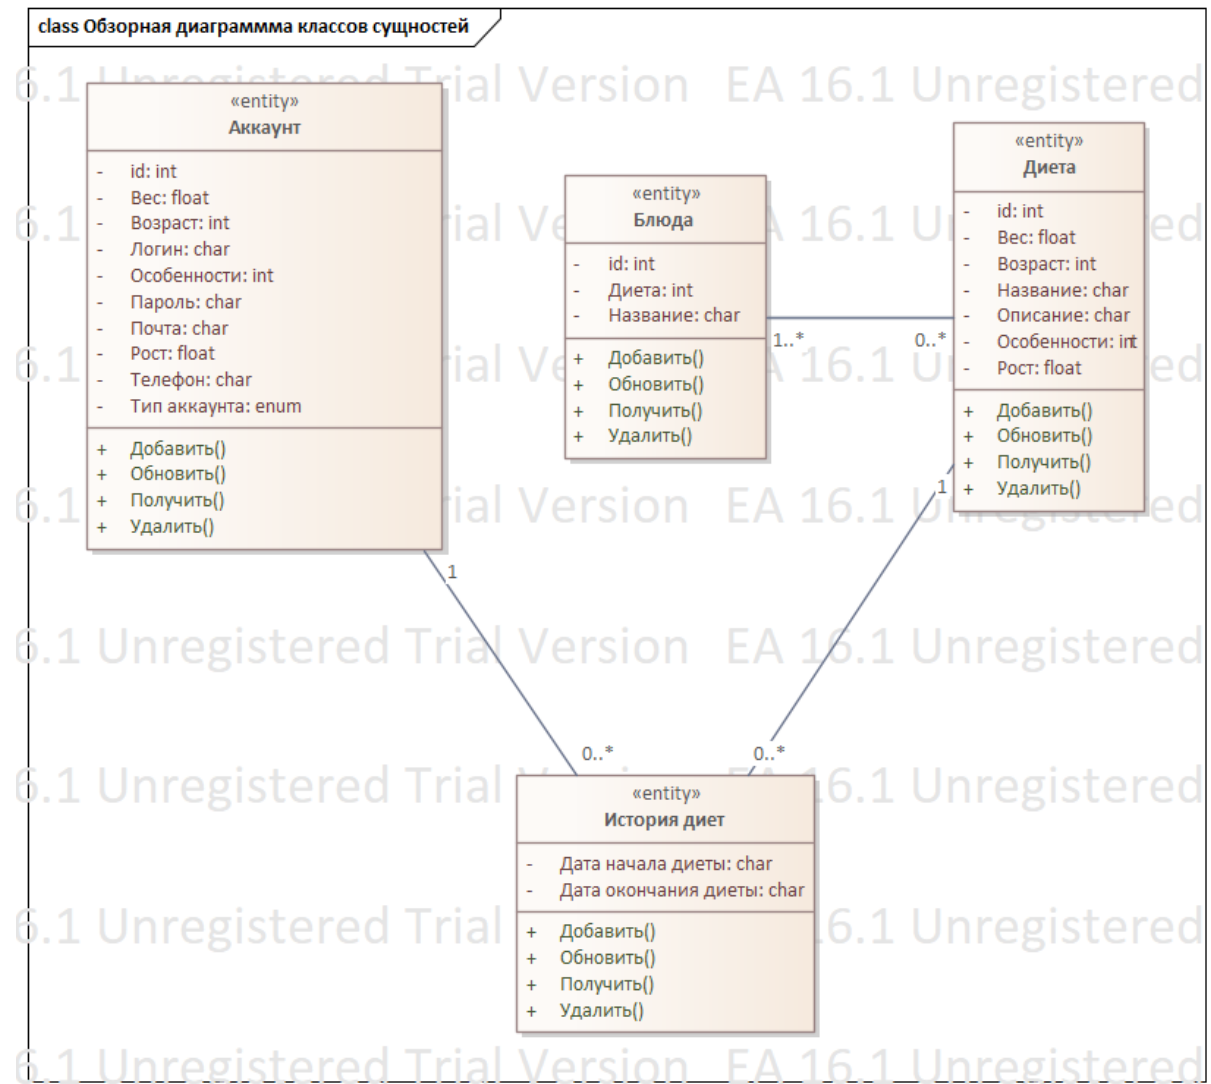 class Обзорная диаграммма классов сущностей
6.1 Unregistered Trial Version EA 16.1 Unregistered
«entity»
Аккаунт
- id: int
- Вес: float
- Возраст: int
- Логин: char
- Особенности: int
- Пароль: char
- Почта: char
- Рост: float
- Телефон: char
- Тип аккаунта: enum
+ Добавить()
+ Обновить()
+ Получить()
+ Удалить()
1
«entity»
Блюда
- id: int
- Диета: int
- Название: char
+ Добавить()
+ Обновить()
+ Получить()
+ Удалить()
1..*
0..*
«entity»
Диета
- id: int
- Вес: float
- Возраст: int
- Название: char
- Описание: char
- Особенности: int
- Рост: float
+ Добавить()
+ Обновить()
+ Получить()
+ Удалить()
1
6.1 Unregistered Trial Version EA 16.1 Unregistered
0..*
0..*
«entity»
История диет
- Дата начала диеты: char
- Дата окончания диеты: char
+ Добавить()
+ Обновить()
+ Получить()
+ Удалить()
6.1 Unregistered Trial Version EA 16.1 Unregistered